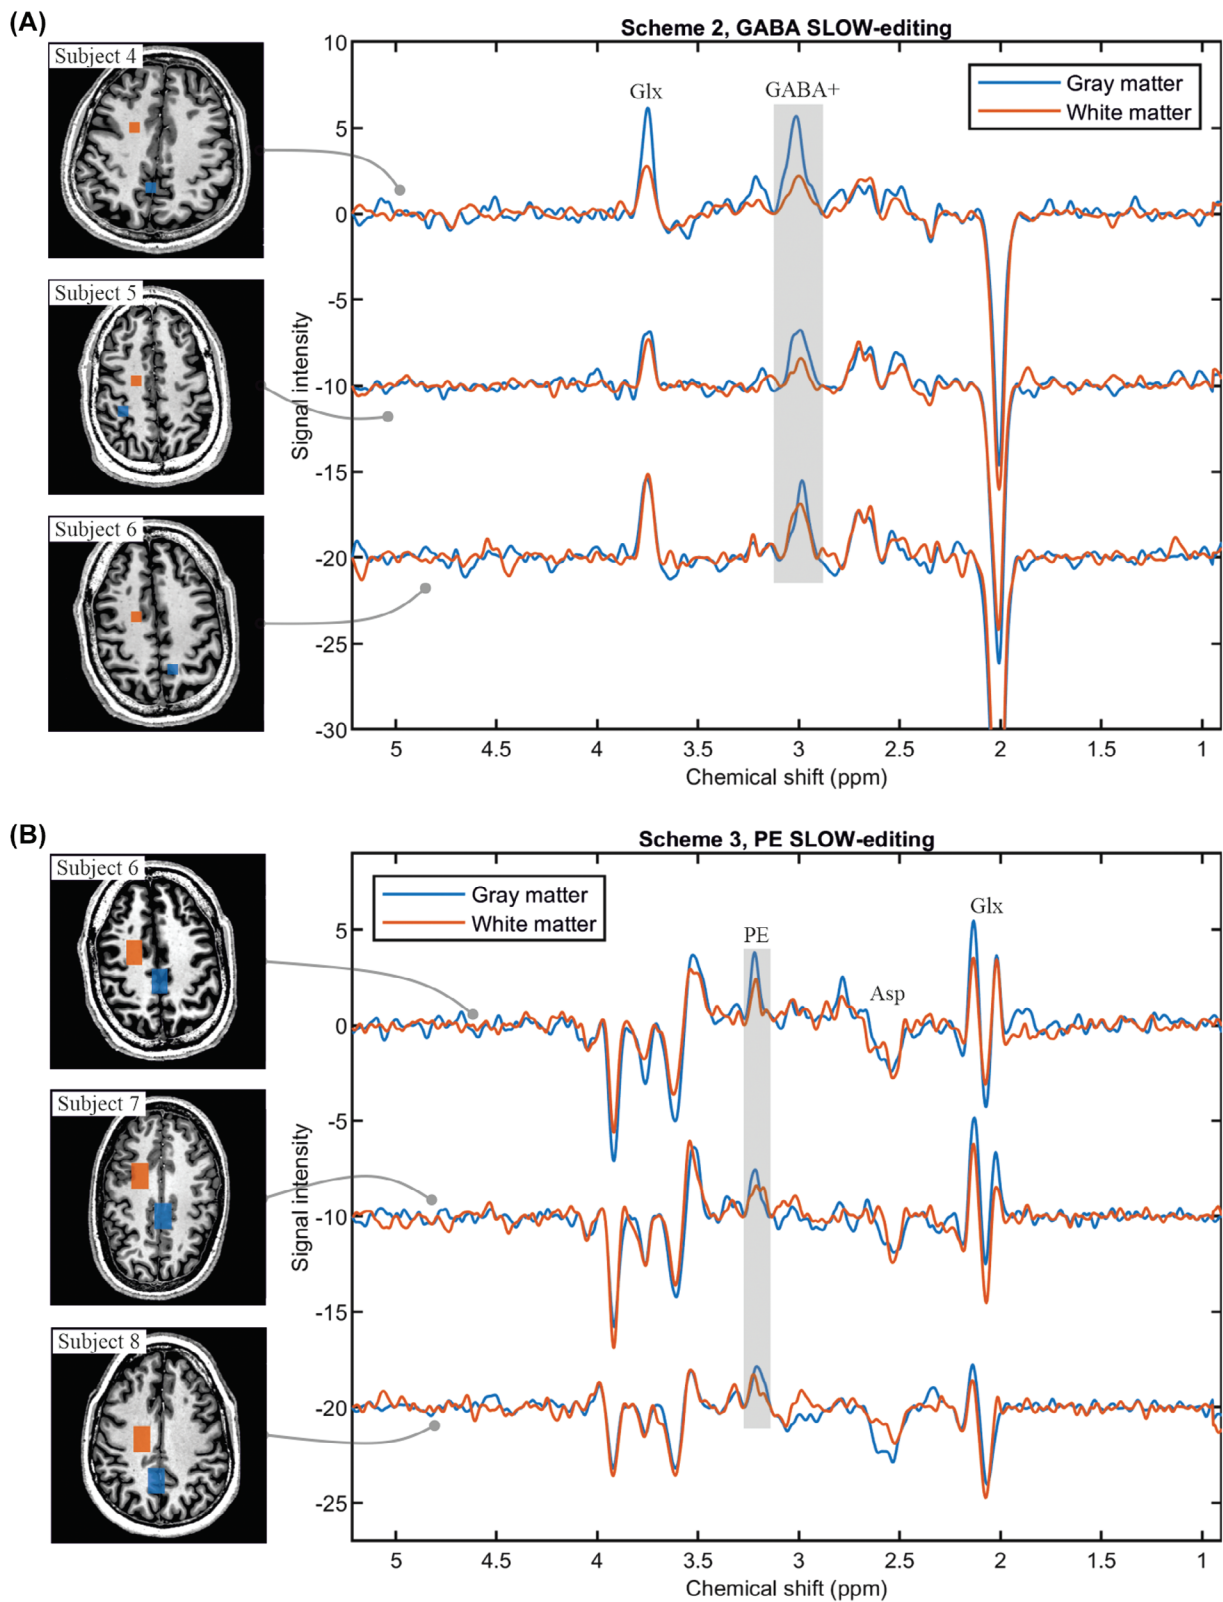 (A)
Scheme 2, GABA SLOW-editing
Subject 4
Subject 5
Subject 6
Glx
GABA+
Gray matter
White matter
Signal intensity
10
5
0
-5
-10
-15
-20
-25
-30
5 4.5 4 3.5 3 2.5 2 1.5 1
Chemical shift (ppm)
(B)
Scheme 3, PE SLOW-editing
Subject 6
Subject 7
Subject 8
Gray matter
White matter
PE
Asp
Glx
Signal intensity
5
0
-5
-10
-15
-20
-25
5 4.5 4 3.5 3 2.5 2 1.5 1
Chemical shift (ppm)